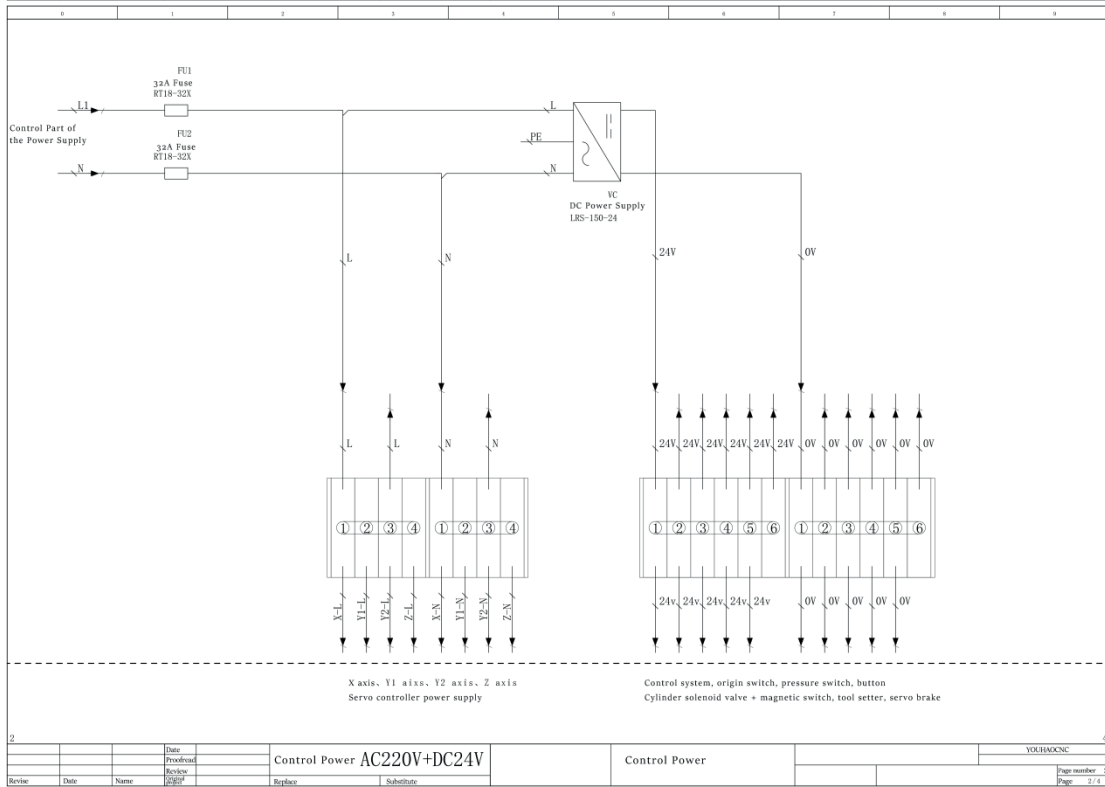 0 1 2 3 4 5 6 7 8 9
FU1
32A Fuse
RT18-32X
L1
L
Control Part of
the Power Supply
FU2
32A Fuse
RT18-32X
PE
N
N
VC
DC Power Supply
LRS-150-24
L
N
24V
0V
L
L
N
N
24V 24V 24V 24V 24V 24V 0V 0V 0V 0V 0V 0V
① ② ③ ④ ① ② ③ ④
① ② ③ ④ ⑤ ⑥ ① ② ③ ④ ⑤ ⑥
X-L Y1-L Y2-L Z-L X-N Y1-N Y2-N Z-N
24v 24v 24v 24v 24v 0V 0V 0V 0V 0V
X axis、Y1 aixs、Y2 axis、Z axis
Servo controller power supply
Control system, origin switch, pressure switch, button
Cylinder solenoid valve + magnetic switch, tool setter, servo brake
2
4
Date
Proofread
Review
Original project
Revise Date Name
Control Power AC220V+DC24V
Replace Substitute
Control Power
YOUHAOCNC
Page number
Page 2/4